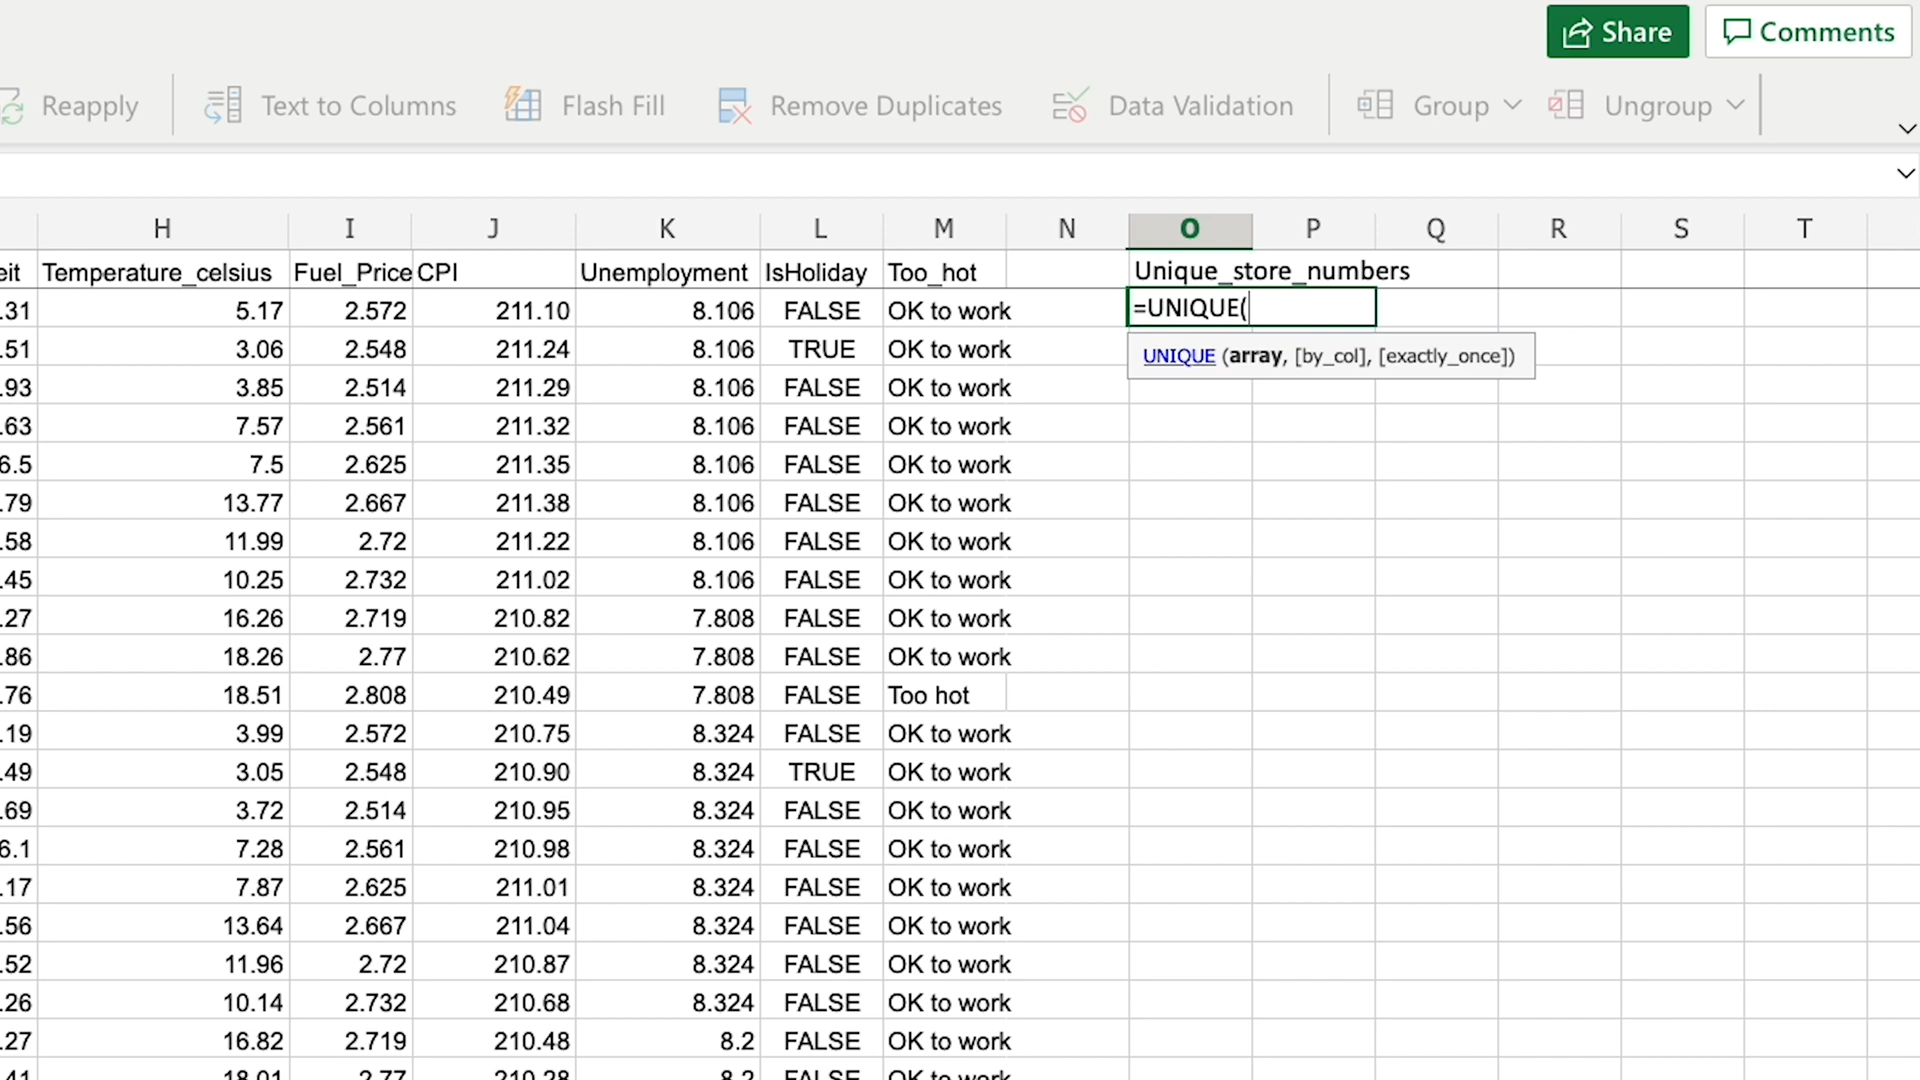 Share Comments
Reapply Text to Columns Flash Fill Remove Duplicates Data Validation Group Ungroup
H I J K L M N O P Q R S T
eit Temperature_celsius Fuel_Price CPI Unemployment IsHoliday Too_hot Unique_store_numbers
.31 5.17 2.572 211.10 8.106 FALSE OK to work =UNIQUE(
.51 3.06 2.548 211.24 8.106 TRUE OK to work UNIQUE (array, [by_col], [exactly_once])
.93 3.85 2.514 211.29 8.106 FALSE OK to work
.63 7.57 2.561 211.32 8.106 FALSE OK to work
6.5 7.5 2.625 211.35 8.106 FALSE OK to work
.79 13.77 2.667 211.38 8.106 FALSE OK to work
.58 11.99 2.72 211.22 8.106 FALSE OK to work
.45 10.25 2.732 211.02 8.106 FALSE OK to work
.27 16.26 2.719 210.82 7.808 FALSE OK to work
.86 18.26 2.77 210.62 7.808 FALSE OK to work
.76 18.51 2.808 210.49 7.808 FALSE Too hot
.19 3.99 2.572 210.75 8.324 FALSE OK to work
.49 3.05 2.548 210.90 8.324 TRUE OK to work
.69 3.72 2.514 210.95 8.324 FALSE OK to work
6.1 7.28 2.561 210.98 8.324 FALSE OK to work
.17 7.87 2.625 211.01 8.324 FALSE OK to work
.56 13.64 2.667 211.04 8.324 FALSE OK to work
.52 11.96 2.72 210.87 8.324 FALSE OK to work
.26 10.14 2.732 210.68 8.324 FALSE OK to work
.27 16.82 2.719 210.48 8.2 FALSE OK to work
.41 18.01 2.77 210.28 8.2 FALSE OK to work